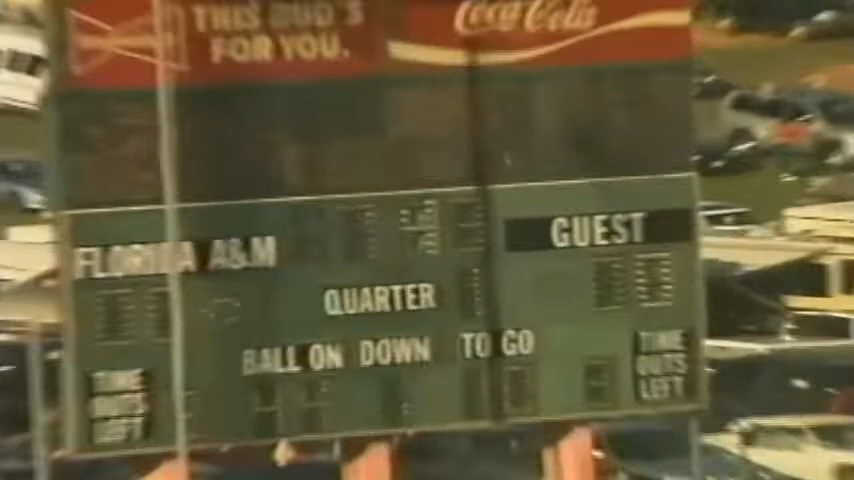 THIS BUD'S
FOR YOU.
Coca-Cola
FLORIDA A&M
GUEST
QUARTER
BALL ON DOWN TO GO
TIME
OUTS
LEFT
TIME
OUTS
LEFT